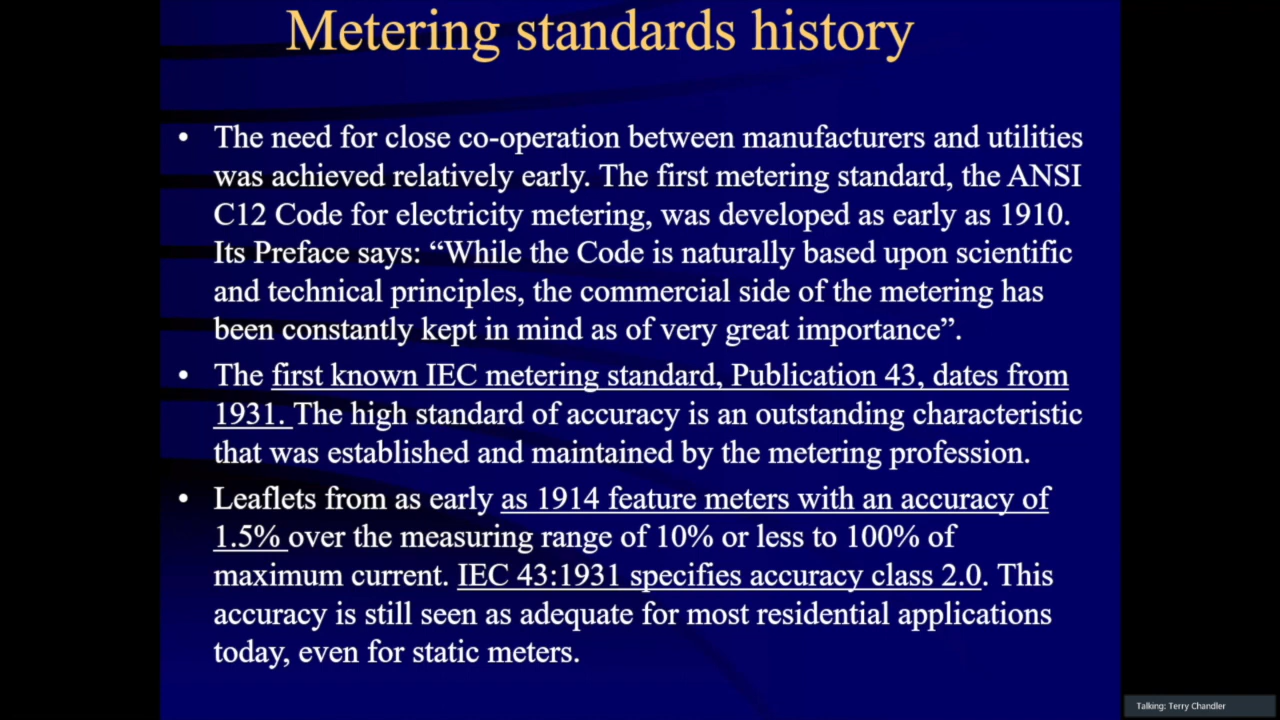 Metering standards history
• The need for close co-operation between manufacturers and utilities
was achieved relatively early. The first metering standard, the ANSI
C12 Code for electricity metering, was developed as early as 1910.
Its Preface says: “While the Code is naturally based upon scientific
and technical principles, the commercial side of the metering has
been constantly kept in mind as of very great importance”.
• The first known IEC metering standard, Publication 43, dates from
1931. The high standard of accuracy is an outstanding characteristic
that was established and maintained by the metering profession.
• Leaflets from as early as 1914 feature meters with an accuracy of
1.5% over the measuring range of 10% or less to 100% of
maximum current. IEC 43:1931 specifies accuracy class 2.0. This
accuracy is still seen as adequate for most residential applications
today, even for static meters.
Talking: Terry Chandler